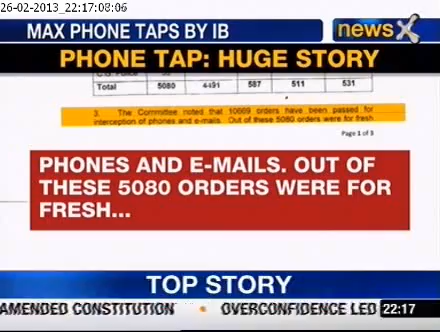 26-02-2013_22:17:08:06
MAX PHONE TAPS BY IB
newsX
PHONE TAP: HUGE STORY
Total 5080 4491 587 511 531
3. The Committee noted that 10669 orders have been passed for
interception of phones and e-mails. Out of these 5080 orders were for fresh
Page 1 of 3
PHONES AND E-MAILS. OUT OF
THESE 5080 ORDERS WERE FOR
FRESH...
TOP STORY
AMENDED CONSTITUTION • OVERCONFIDENCE LED 22:17